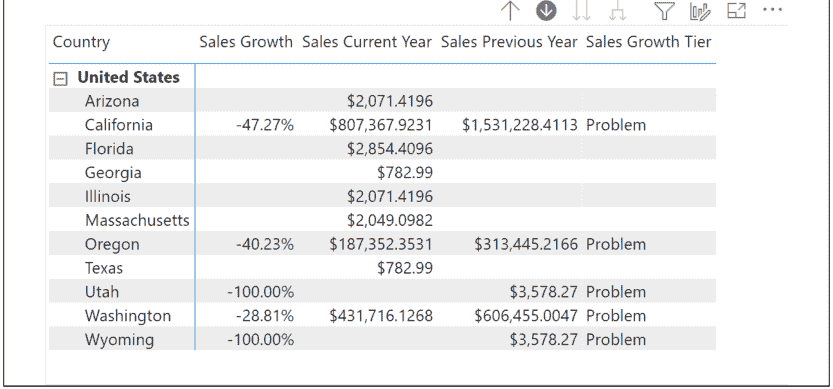 Country Sales Growth Sales Current Year Sales Previous Year Sales Growth Tier
United States
Arizona $2,071.4196
California -47.27% $807,367.9231 $1,531,228.4113 Problem
Florida $2,854.4096
Georgia $782.99
Illinois $2,071.4196
Massachusetts $2,049.0982
Oregon -40.23% $187,352.3531 $313,445.2166 Problem
Texas $782.99
Utah -100.00% $3,578.27 Problem
Washington -28.81% $431,716.1268 $606,455.0047 Problem
Wyoming -100.00% $3,578.27 Problem